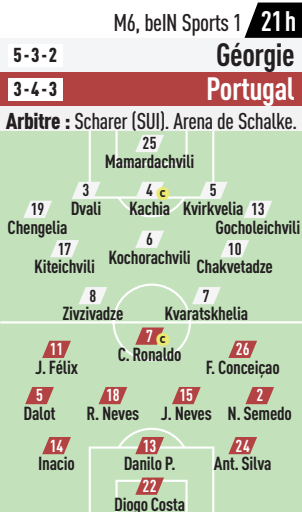 M6, beIN Sports 1 21 h
5-3-2 Géorgie
3-4-3 Portugal
Arbitre : Scharer (SUI). Arena de Schalke.
25
Mamardachvili
3 4 c 5
Dvali Kachia Kvirkvelia
19 13
Chengelia Gocholeichvili
17 6 10
Kiteichvili Kochorachvili Chakvetadze
8 7
Zivzivadze Kvaratskhelia
7 c
C. Ronaldo
11 26
J. Félix F. Conceiçao
5 18 15 2
Dalot R. Neves J. Neves N. Semedo
14 13 24
Inacio Danilo P. Ant. Silva
22
Diogo Costa